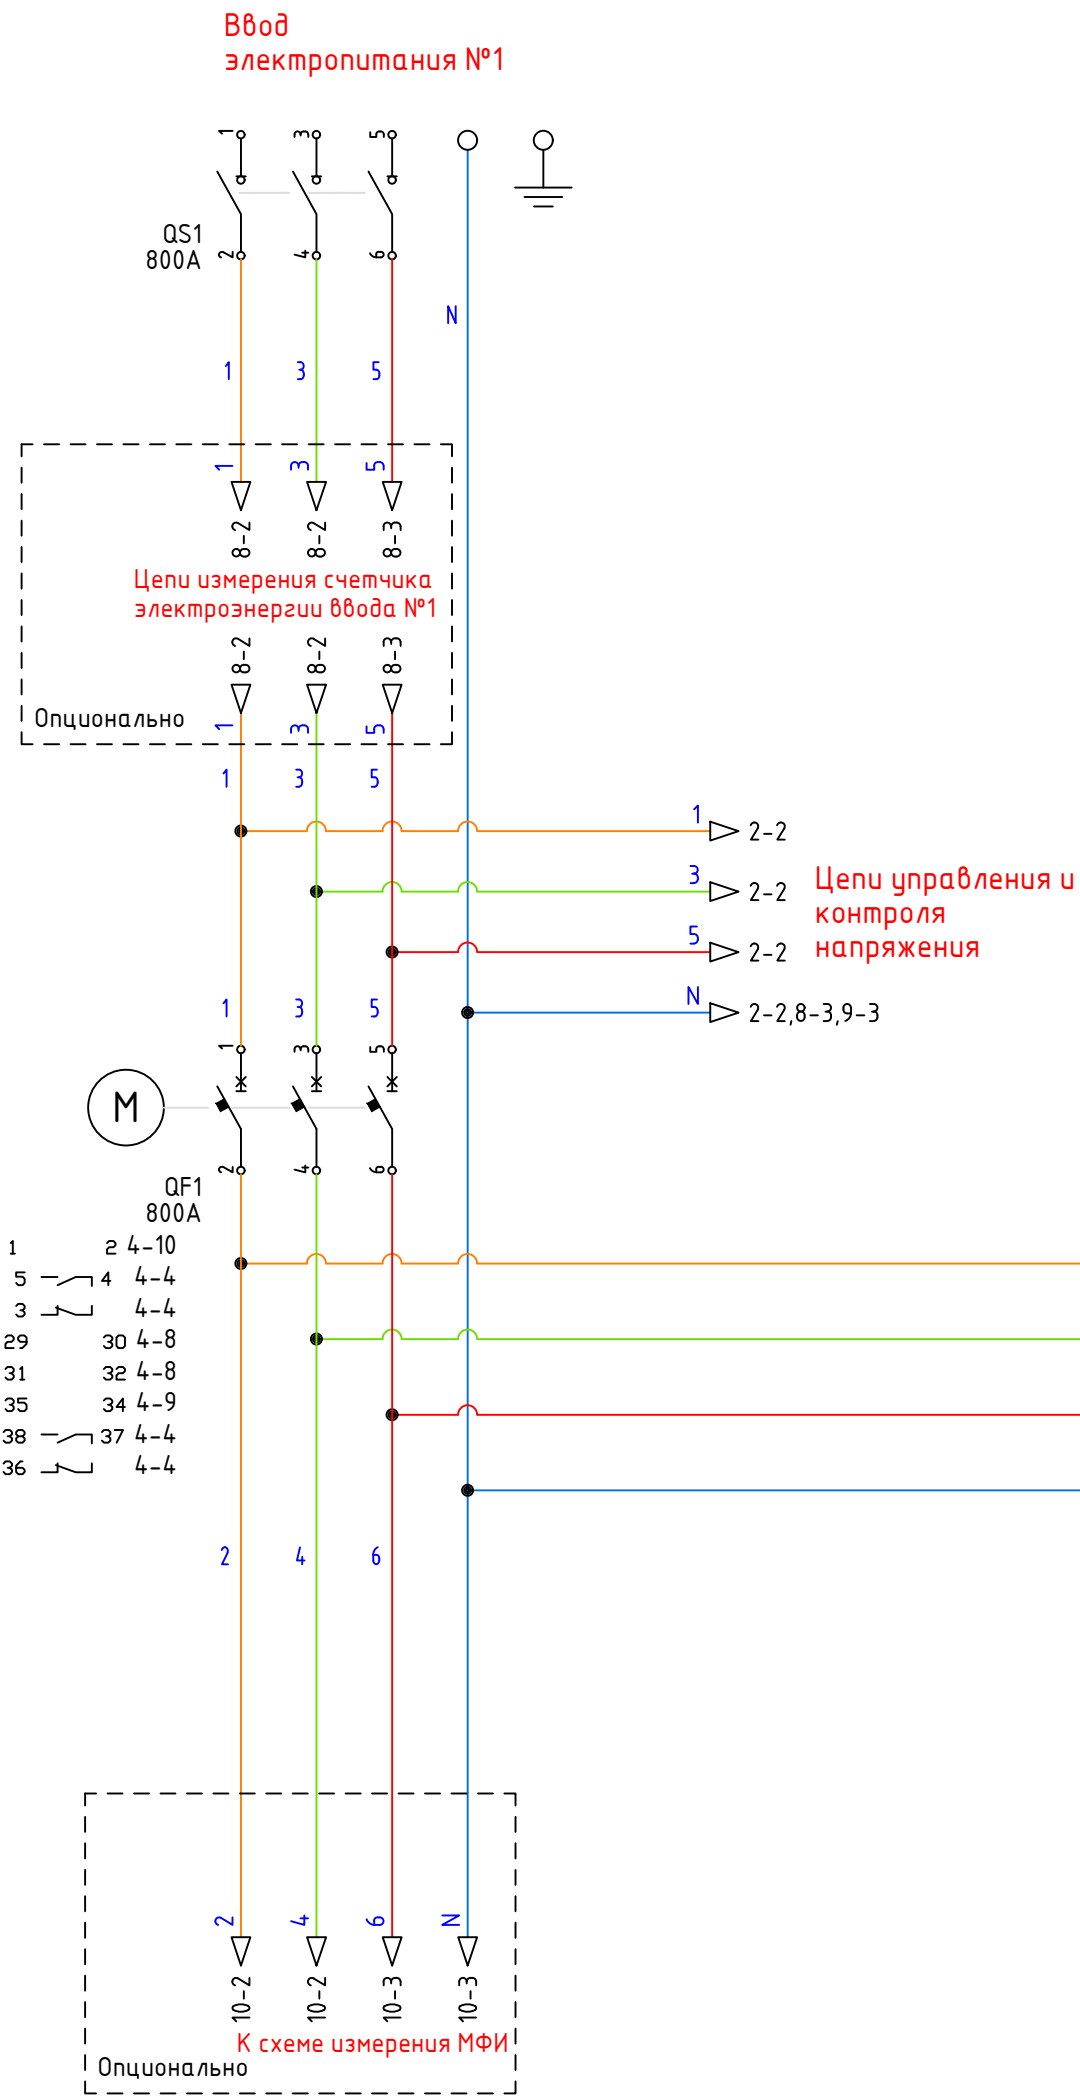 Ввод
электропитания №1
1 3 5
QS1
800А
2 4 6
N
1 3 5
1 3 5
8-2 8-2 8-3
Цепи измерения счетчика
электроэнергии ввода №1
8-2 8-2 8-3
Опционально
1 3 5
1 3 5
1 2-2
3 2-2
5 2-2
Цепи управления и
контроля
напряжения
N 2-2,8-3,9-3
1 3 5
1 3 5
M
2 4 6
QF1
800А
1 2 4-10
5 4 4-4
3 4-4
29 30 4-8
31 32 4-8
35 34 4-9
38 37 4-4
36 4-4
2 4 6
2 4 6 N
10-2 10-2 10-3 10-3
К схеме измерения МФИ
Опционально